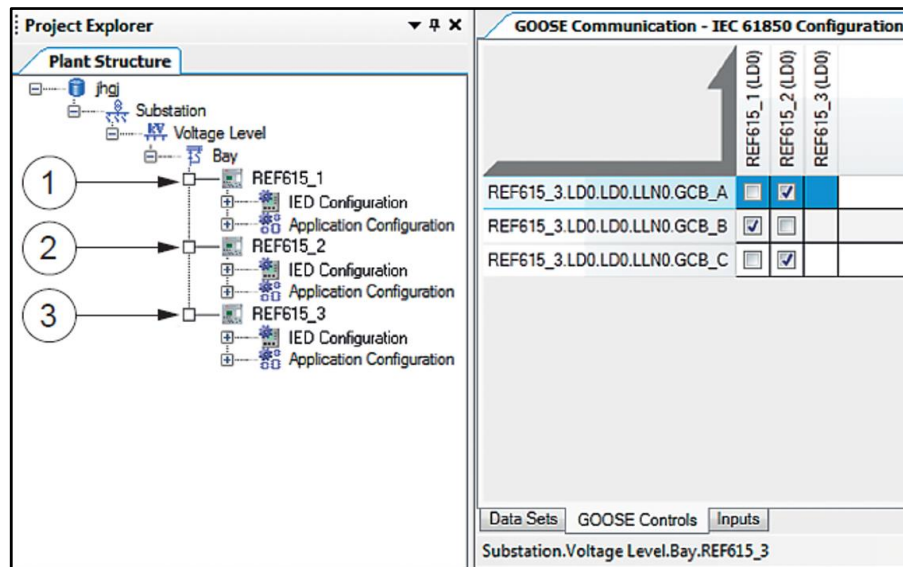 Project Explorer
Plant Structure
jhgj
Substation
Voltage Level
Bay
1
REF615_1
IED Configuration
Application Configuration
2
REF615_2
IED Configuration
Application Configuration
3
REF615_3
IED Configuration
Application Configuration
GOOSE Communication - IEC 61850 Configuration
REF615_1 (LD0)
REF615_2 (LD0)
REF615_3 (LD0)
REF615_3.LD0.LD0.LLN0.GCB_A
REF615_3.LD0.LD0.LLN0.GCB_B
REF615_3.LD0.LD0.LLN0.GCB_C
Data Sets GOOSE Controls Inputs
Substation.Voltage Level.Bay.REF615_3